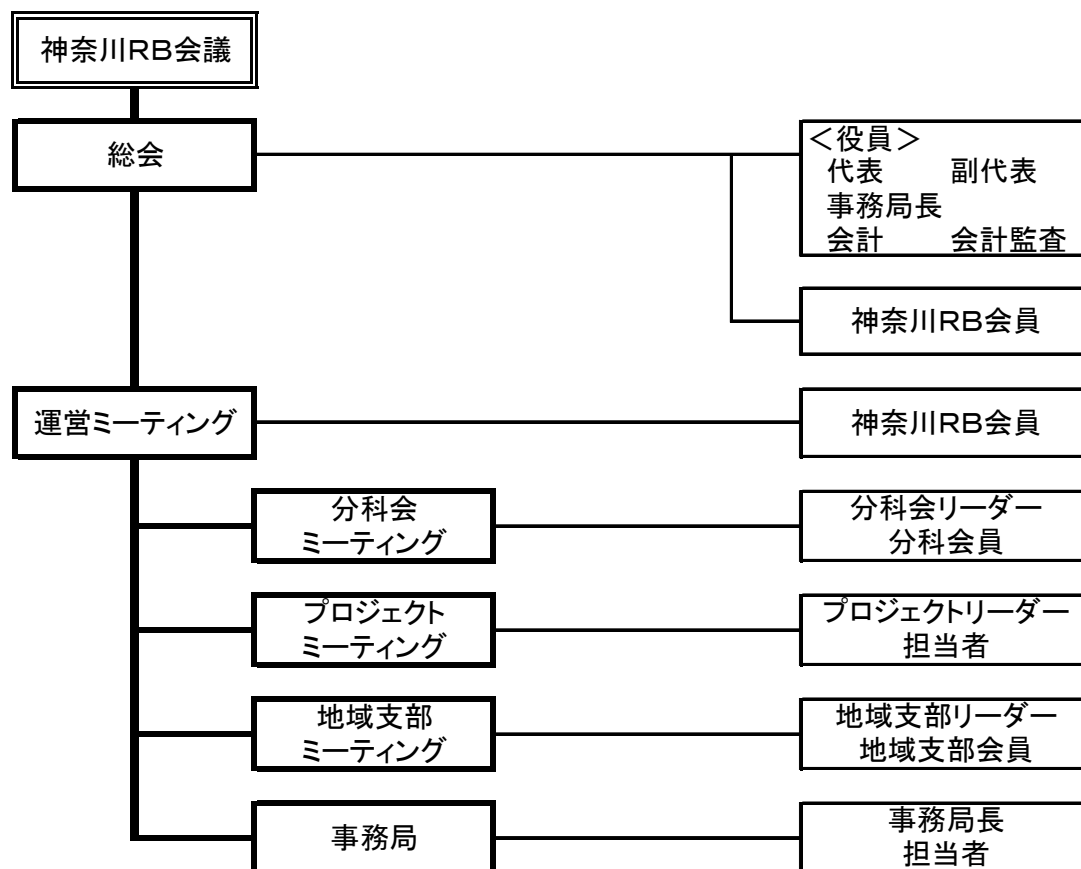 神奈川ＲＢ会議
総会
＜役員＞
代表 副代表
事務局長
会計 会計監査
神奈川ＲＢ会員
運営ミーティング
神奈川ＲＢ会員
分科会
ミーティング
分科会リーダー
分科会員
プロジェクト
ミーティング
プロジェクトリーダー
担当者
地域支部
ミーティング
地域支部リーダー
地域支部会員
事務局
事務局長
担当者